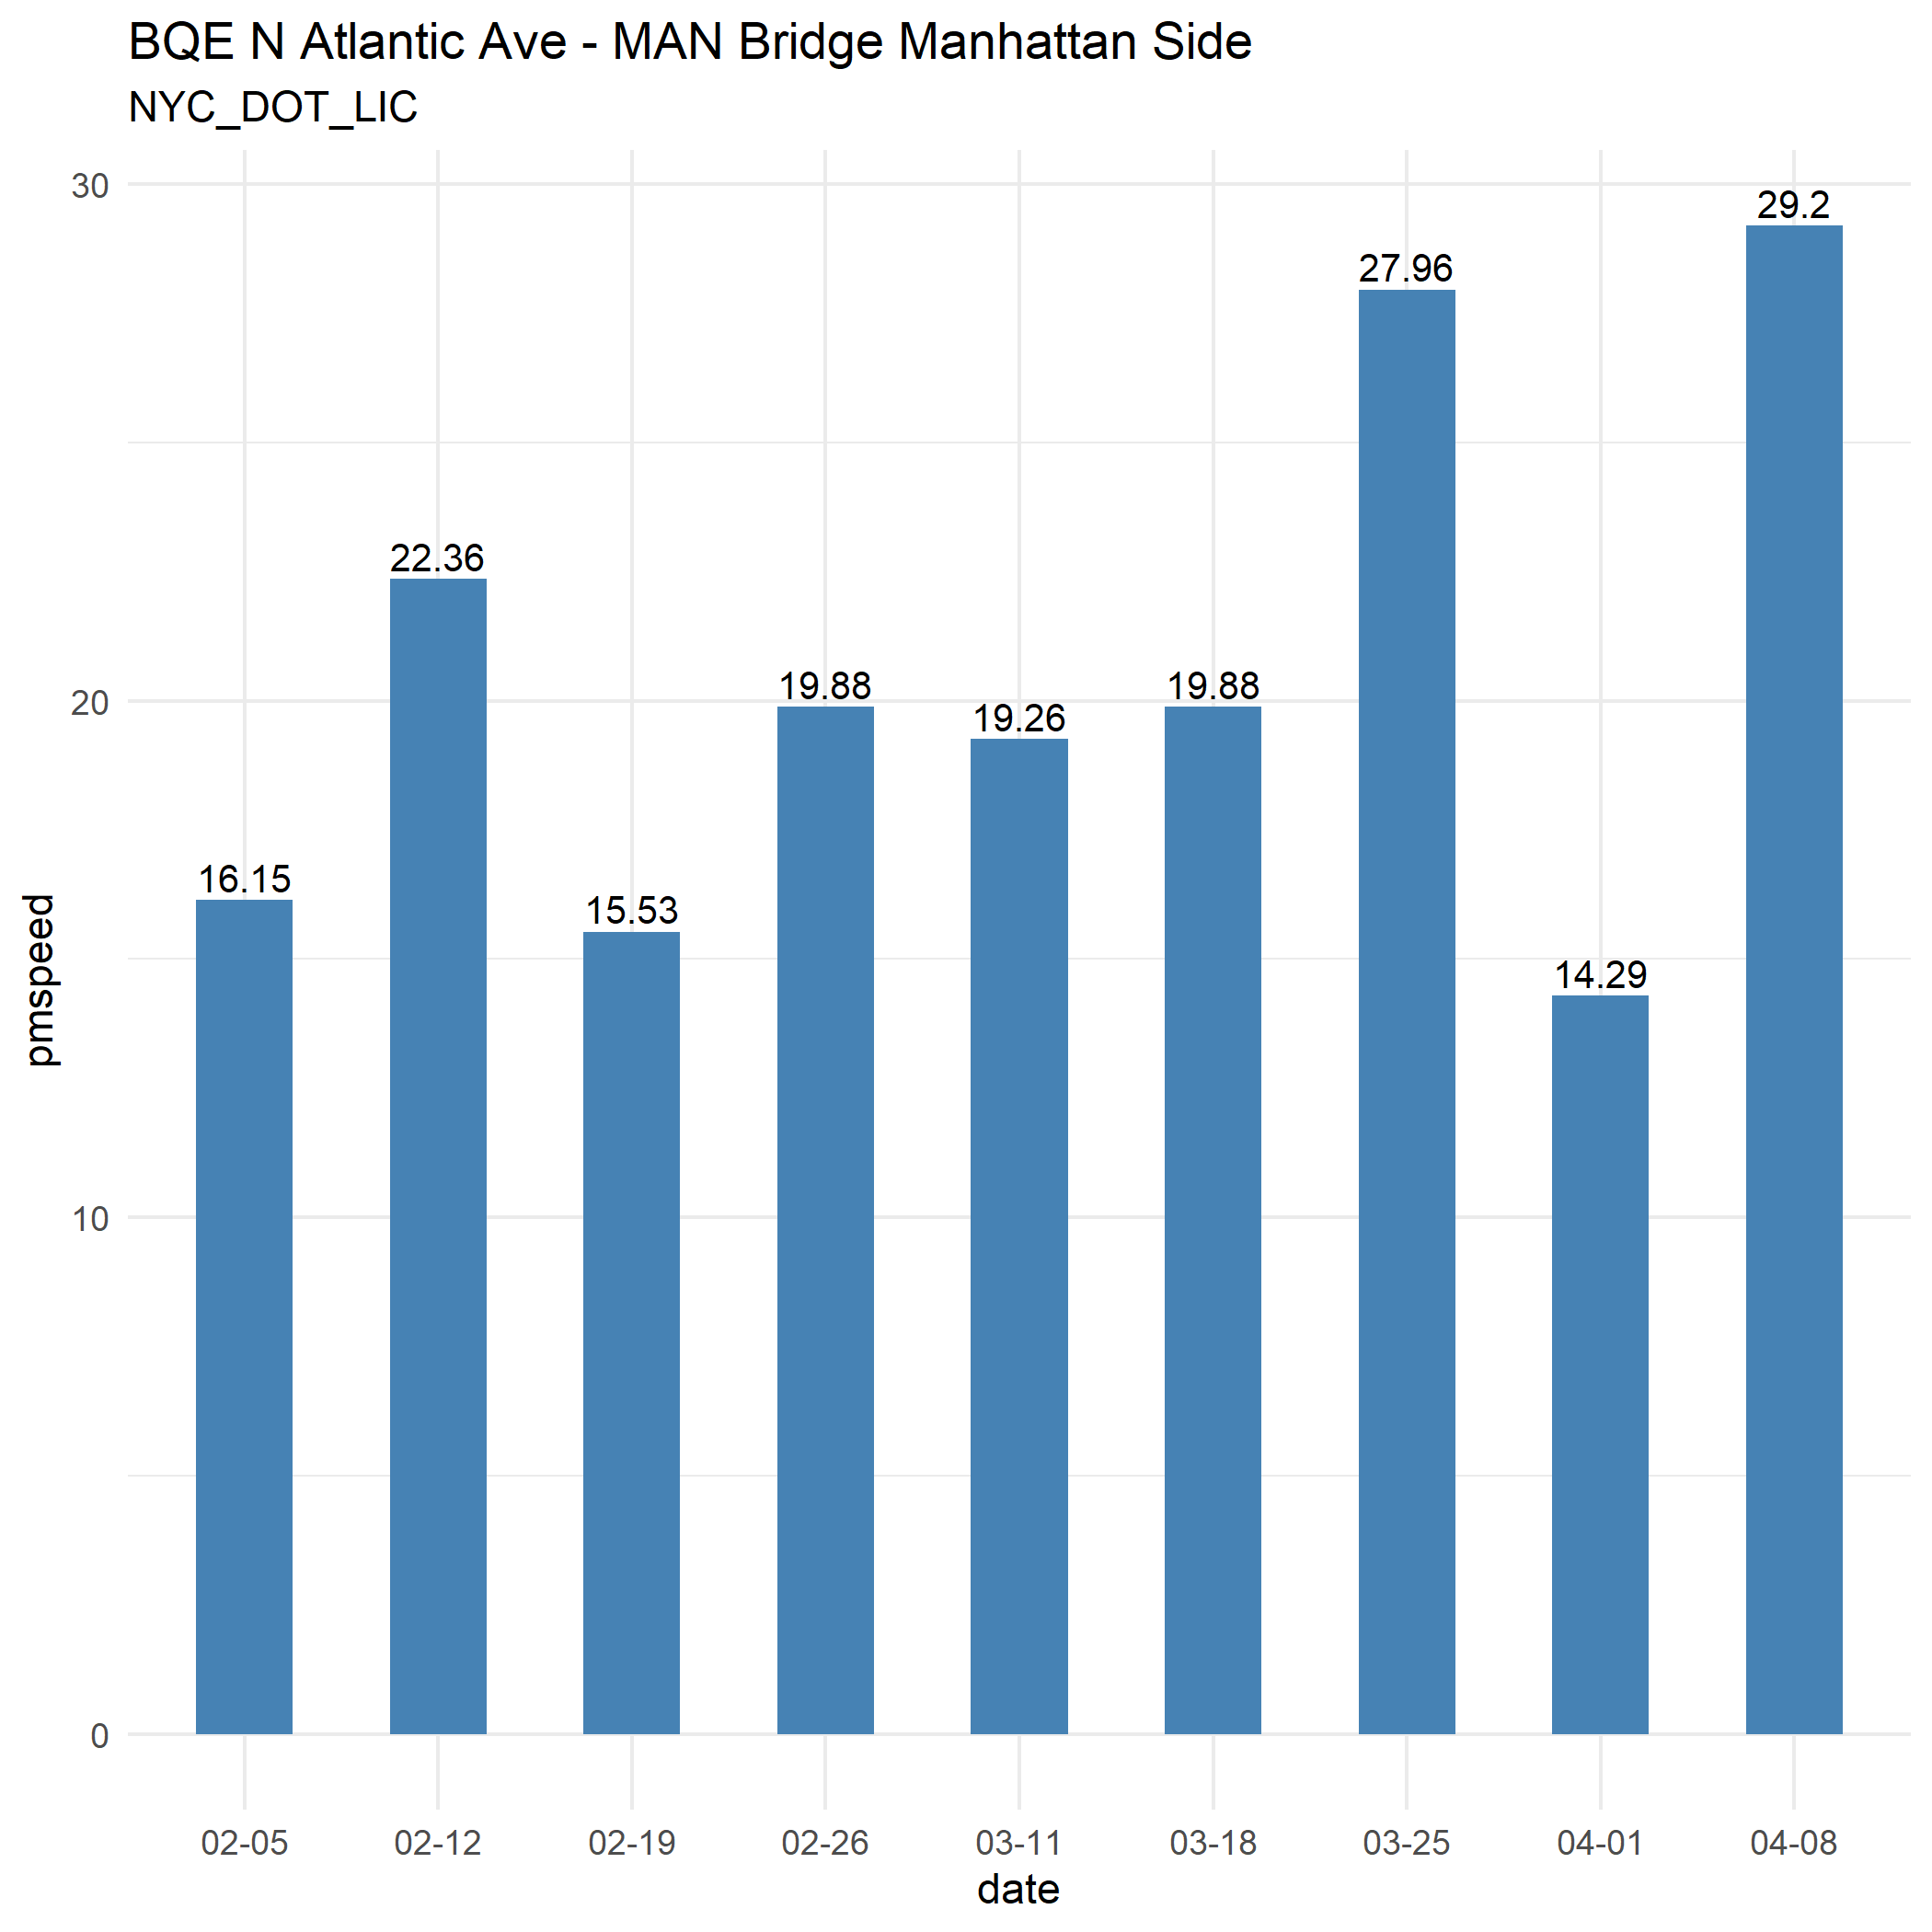 BQE N Atlantic Ave - MAN Bridge Manhattan Side
NYC_DOT_LIC
30
20
10
0
pmspeed
16.15
22.36
15.53
19.88
19.26
19.88
27.96
14.29
29.2
02-05 02-12 02-19 02-26 03-11 03-18 03-25 04-01 04-08
date